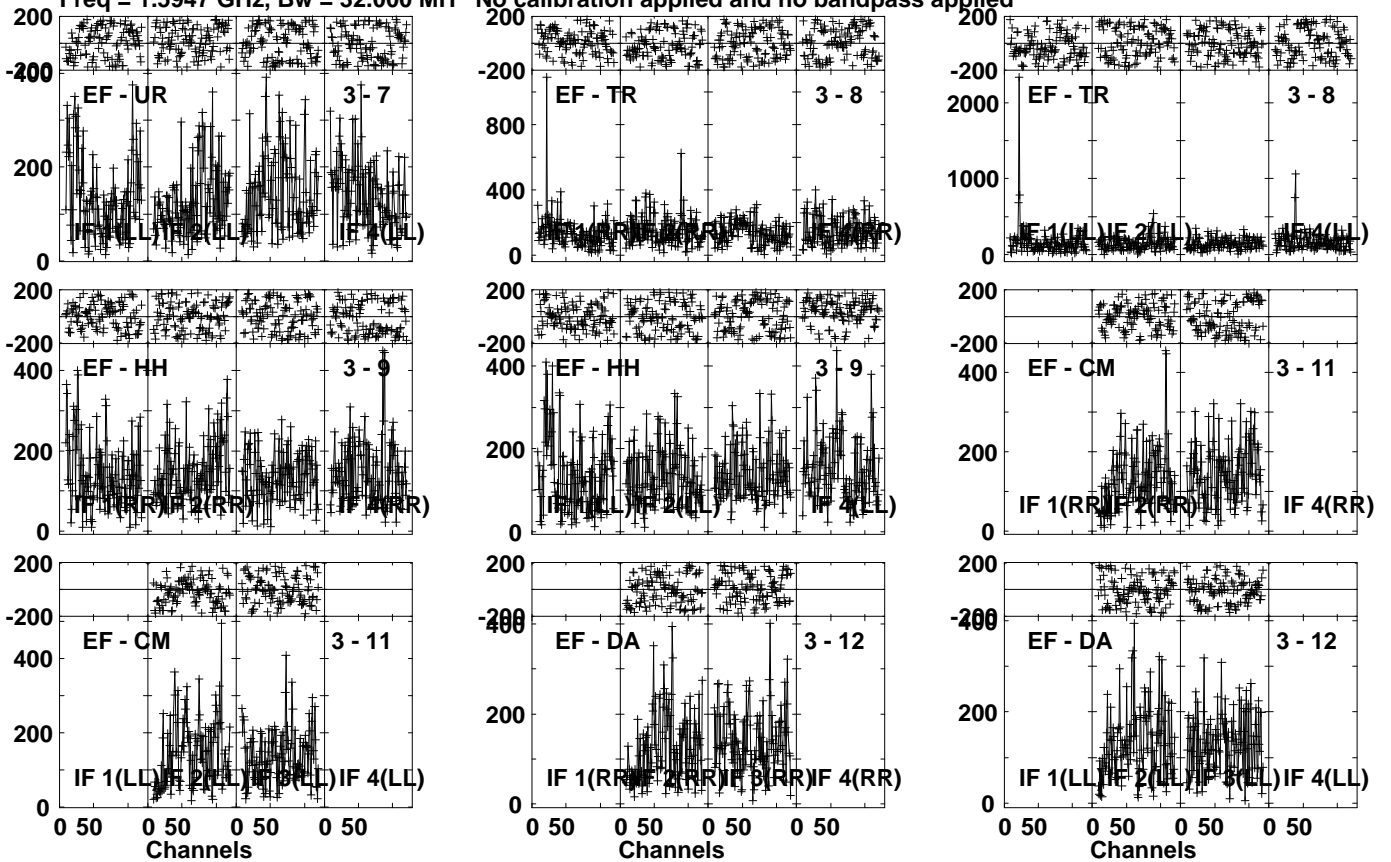 Freq = 1.5947 GHz, Bw = 32.000 MH No calibration applied and no bandpass applied
200 200 200
-200 -200 -200
400 EF - UR 3 - 7 EF - TR 3 - 8 EF - TR 3 - 8
800 2000
200 400 1000
IF 1(LL) IF 2(LL) IF 4(LL) IF 1(RR) IF 2(RR) IF 4(RR) IF 1(LL) IF 2(LL) IF 4(LL)
0 0 0
200 200 200
-200 -200 -200
EF - HH 3 - 9 EF - HH 3 - 9 EF - CM 3 - 11
400 400 400
200 200 200
IF 1(RR) IF 2(RR) IF 4(RR) IF 1(LL) IF 2(LL) IF 4(LL) IF 1(RR) IF 2(RR) IF 4(RR)
0 0 0
200 200 200
-200 -200 -200
400 400
EF - CM 3 - 11 EF - DA 3 - 12 EF - DA 3 - 12
400
200 200 200
IF 1(LL) IF 2(LL) IF 3(LL) IF 4(LL) IF 1(RR) IF 2(RR) IF 3(RR) IF 4(RR) IF 1(LL) IF 2(LL) IF 3(LL) IF 4(LL)
0 0 0
0 50 0 50 0 50 0 50 0 50 0 50 0 50 0 50 0 50 0 50 0 50 0 50
Channels Channels Channels